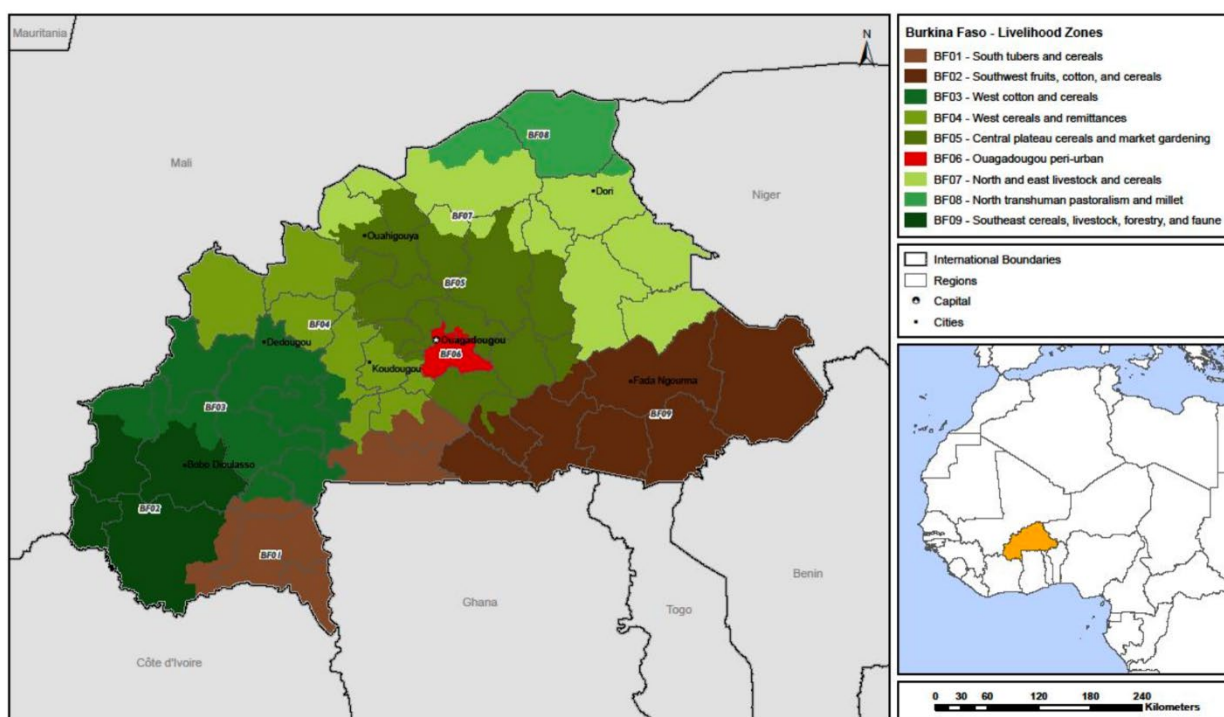 Mauritania
N
BF08
Mali
Dori
Niger
BF07
Ouahigouya
BF05
BF04
Dedougou
Ouagadougou
BF06
Koudougou
Fada Ngourma
BF03
BF09
Bobo Dioulasso
BF02
BF01
Benin
Ghana
Togo
Côte d'Ivoire
Burkina Faso - Livelihood Zones
BF01 - South tubers and cereals
BF02 - Southwest fruits, cotton, and cereals
BF03 - West cotton and cereals
BF04 - West cereals and remittances
BF05 - Central plateau cereals and market gardening
BF06 - Ouagadougou peri-urban
BF07 - North and east livestock and cereals
BF08 - North transhuman pastoralism and millet
BF09 - Southeast cereals, livestock, forestry, and faune
International Boundaries
Regions
Capital
Cities
0 30 60 120 180 240
Kilometers